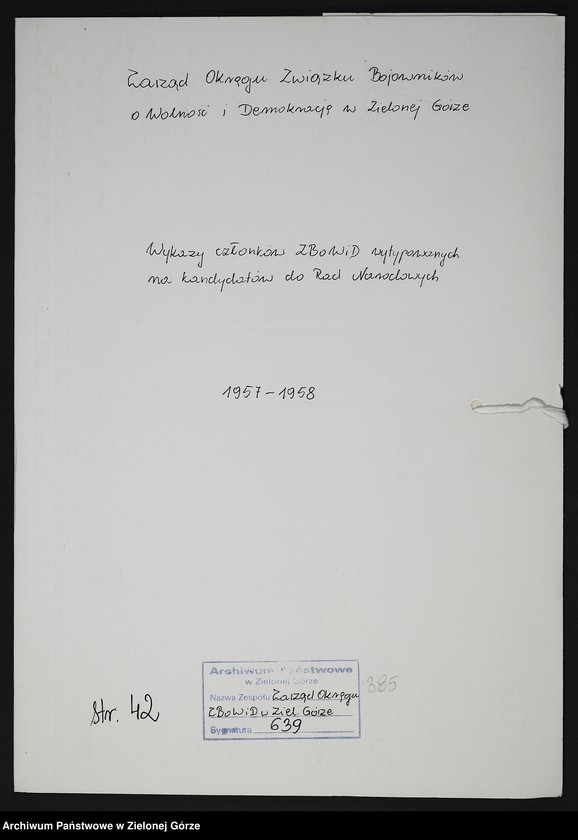 Zarząd Okręgu Związku Bojowników
o Wolność i Demokrację w Zielonej Górze
Wykazy członków ZBoWiD wytypowanych
na kandydatów do Rad Narodowych
1957-1958
Archiwum Państwowe
w Zielonej Górze
Nazwa Zespołu Zarząd Okręgu
ZBoWiD w Ziel. Górze
Sygnatura 639
385
Str. 42
Archiwum Państwowe w Zielonej Górze